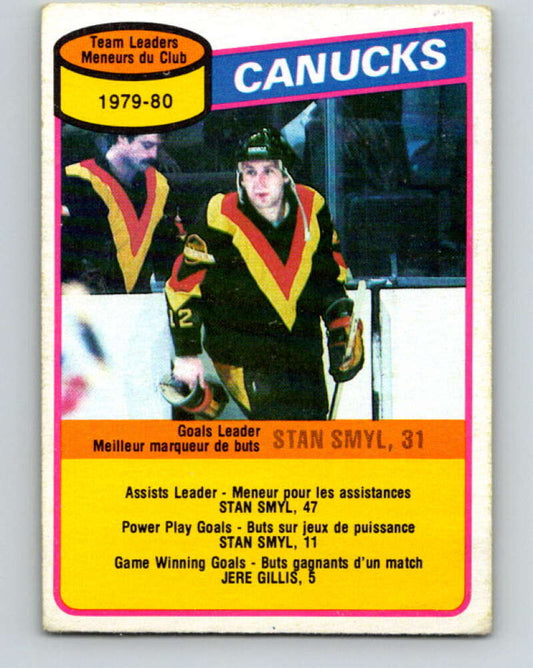 Team Leaders
Meneurs du Club
1979-80
CANUCKS
12
Goals Leader
Meilleur marqueur de buts
STAN SMYL, 31
Assists Leader - Meneur pour les assistances
STAN SMYL, 47
Power Play Goals - Buts sur jeux de puissance
STAN SMYL, 11
Game Winning Goals - Buts gagnants d'un match
JERE GILLIS, 5